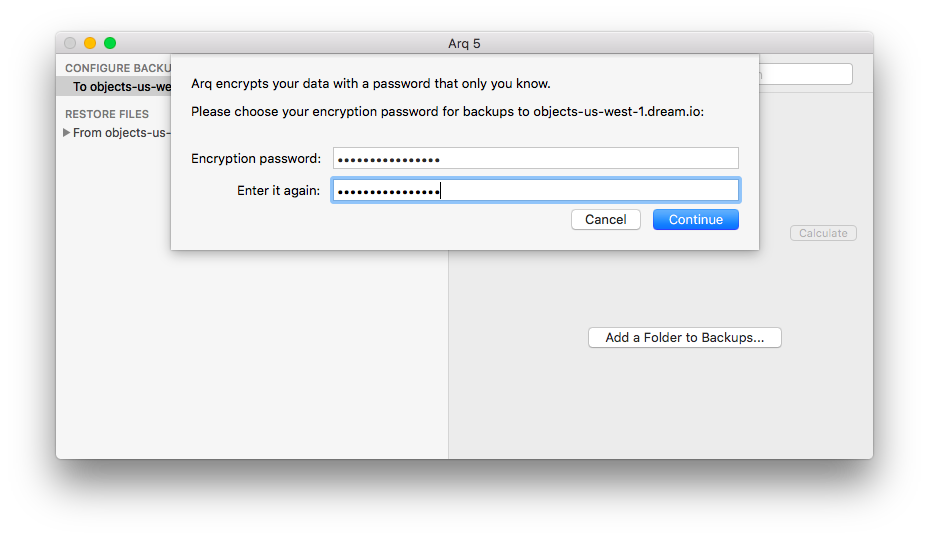 Arq 5
CONFIGURE BACKU
To objects-us-we
RESTORE FILES
From objects-us-
Arq encrypts your data with a password that only you know.
Please choose your encryption password for backups to objects-us-west-1.dream.io:
Encryption password: ••••••••••••••••
Enter it again: ••••••••••••••••
Cancel Continue
Calculate
Add a Folder to Backups...